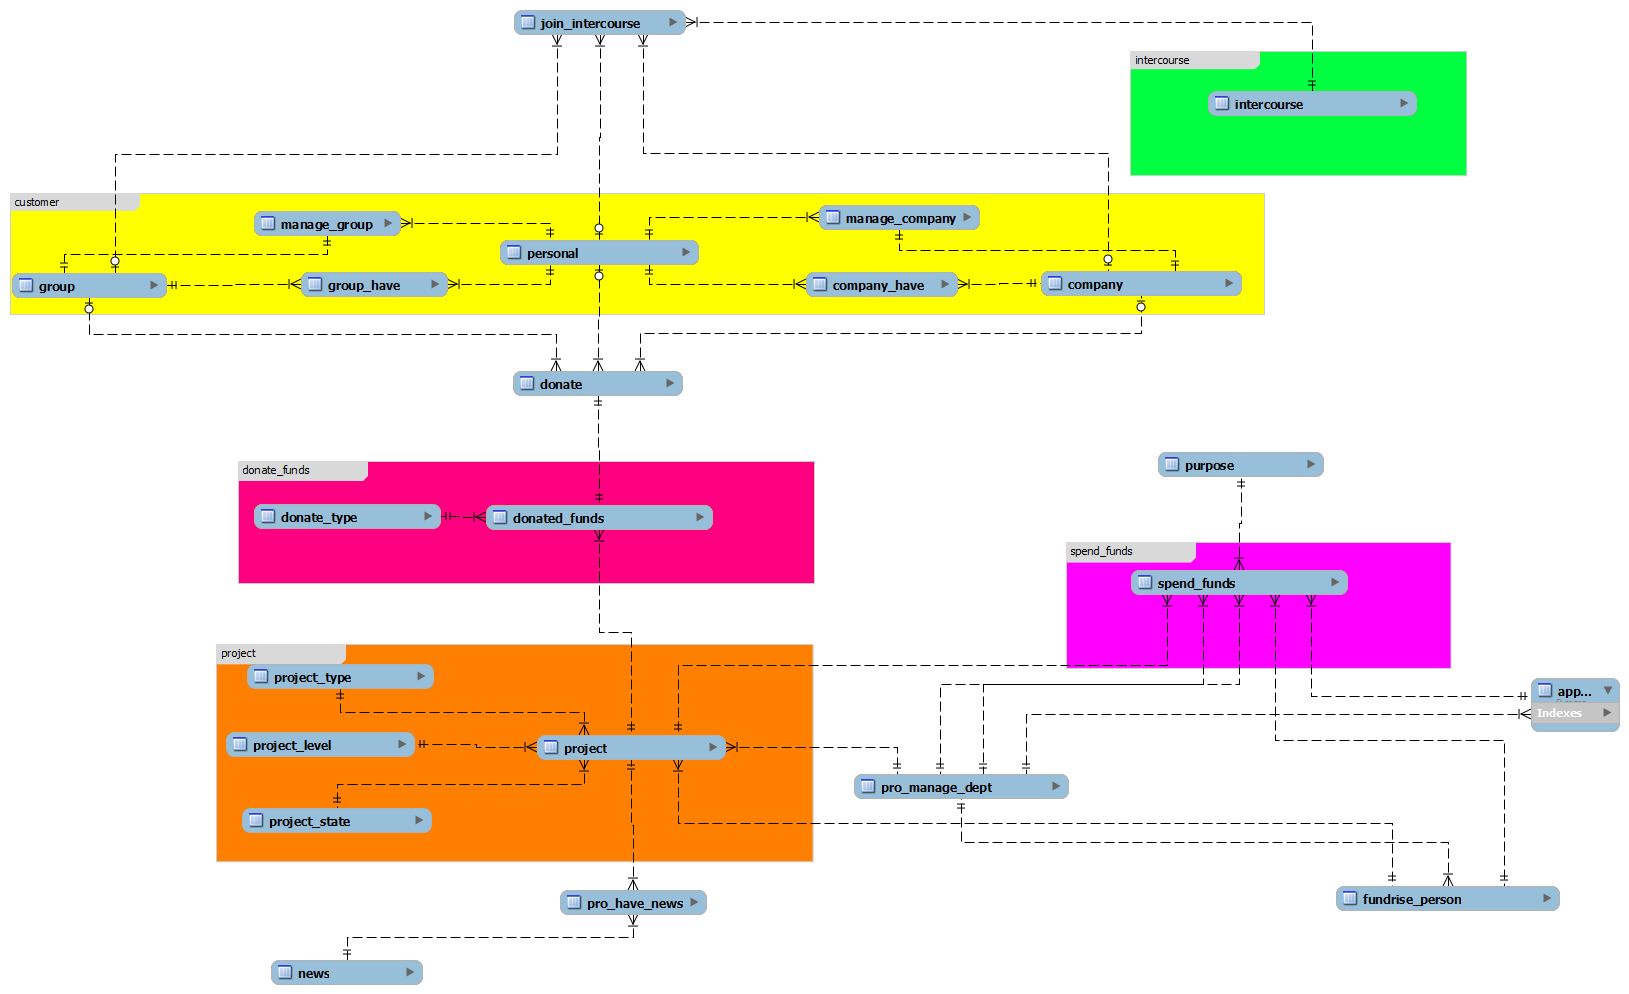 join_intercourse
intercourse
intercourse
customer
manage_group
manage_company
personal
group
group_have
company_have
company
donate
donate_funds
purpose
donate_type
donated_funds
spend_funds
spend_funds
project
project_type
app...
Indexes
project_level
project
pro_manage_dept
project_state
pro_have_news
fundrise_person
news